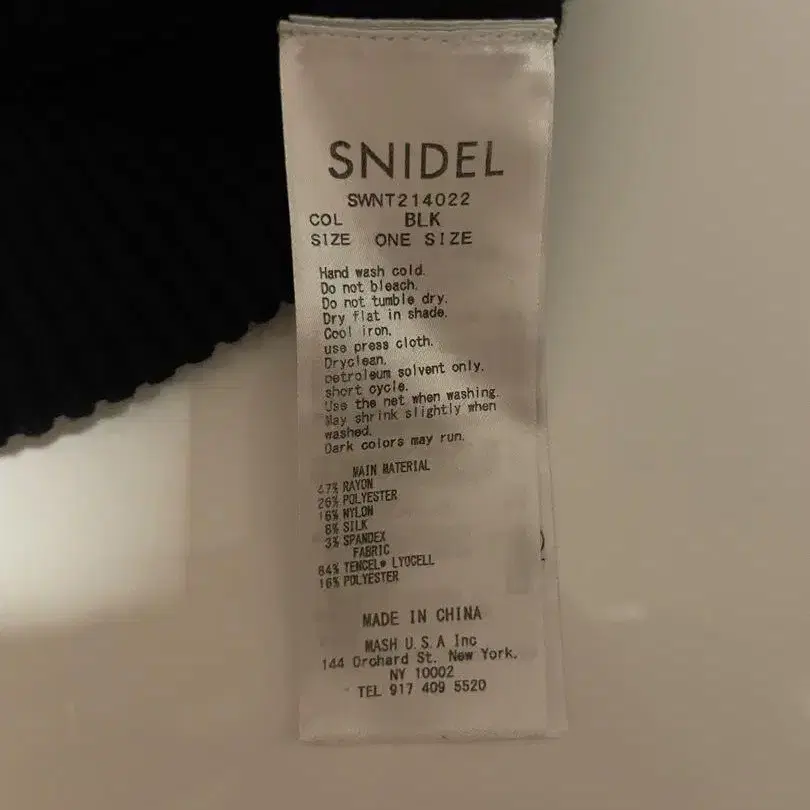 SNIDEL
SWNT214022
COL BLK
SIZE ONE SIZE
Hand wash cold.
Do not bleach.
Do not tumble dry.
Dry flat in shade.
Cool iron.
use press cloth.
Dryclean.
petroleum solvent only.
short cycle.
Use the net when washing.
May shrink slightly when
washed.
Dark colors may run.
MAIN MATERIAL
47% RAYON
26% POLYESTER
16% NYLON
8% SILK
3% SPANDEX
FABRIC
84% TENCEL® LYOCELL
16% POLYESTER
MADE IN CHINA
MASH U.S.A Inc
144 Orchard St. New York.
NY 10002
TEL 917 409 5520